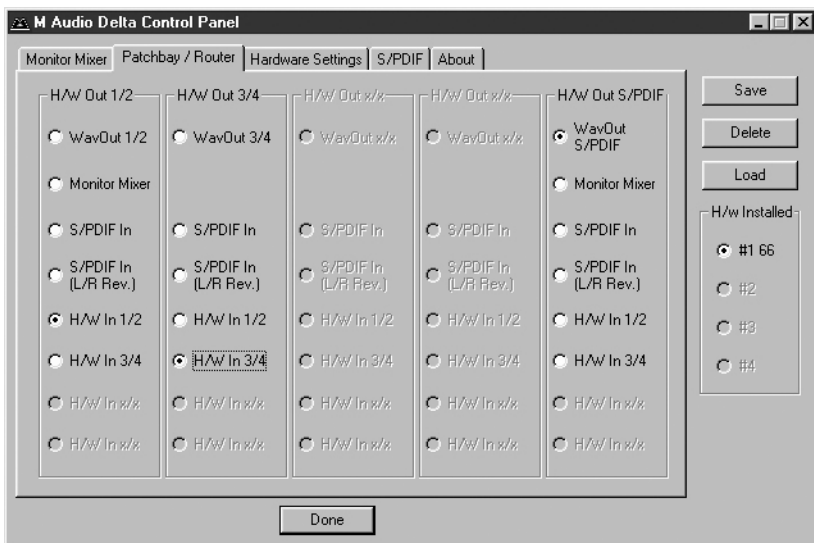 M Audio Delta Control Panel
Monitor Mixer
Patchbay / Router
Hardware Settings
S/PDIF
About
H/W Out 1/2
WavOut 1/2
Monitor Mixer
S/PDIF In
S/PDIF In
(L/R Rev.)
H/W In 1/2
H/W In 3/4
H/W In x/x
H/W In x/x
H/W Out 3/4
WavOut 3/4
S/PDIF In
S/PDIF In
(L/R Rev.)
H/W In 1/2
H/W In 3/4
H/W In x/x
H/W In x/x
H/W Out x/x
WavOut x/x
S/PDIF In
S/PDIF In
(L/R Rev.)
H/W In 1/2
H/W In 3/4
H/W In x/x
H/W In x/x
H/W Out x/x
WavOut x/x
S/PDIF In
S/PDIF In
(L/R Rev.)
H/W In 1/2
H/W In 3/4
H/W In x/x
H/W In x/x
H/W Out S/PDIF
WavOut
S/PDIF
Monitor Mixer
S/PDIF In
S/PDIF In
(L/R Rev.)
H/W In 1/2
H/W In 3/4
H/W In x/x
H/W In x/x
Save
Delete
Load
H/w Installed
#1 66
#2
#3
#4
Done